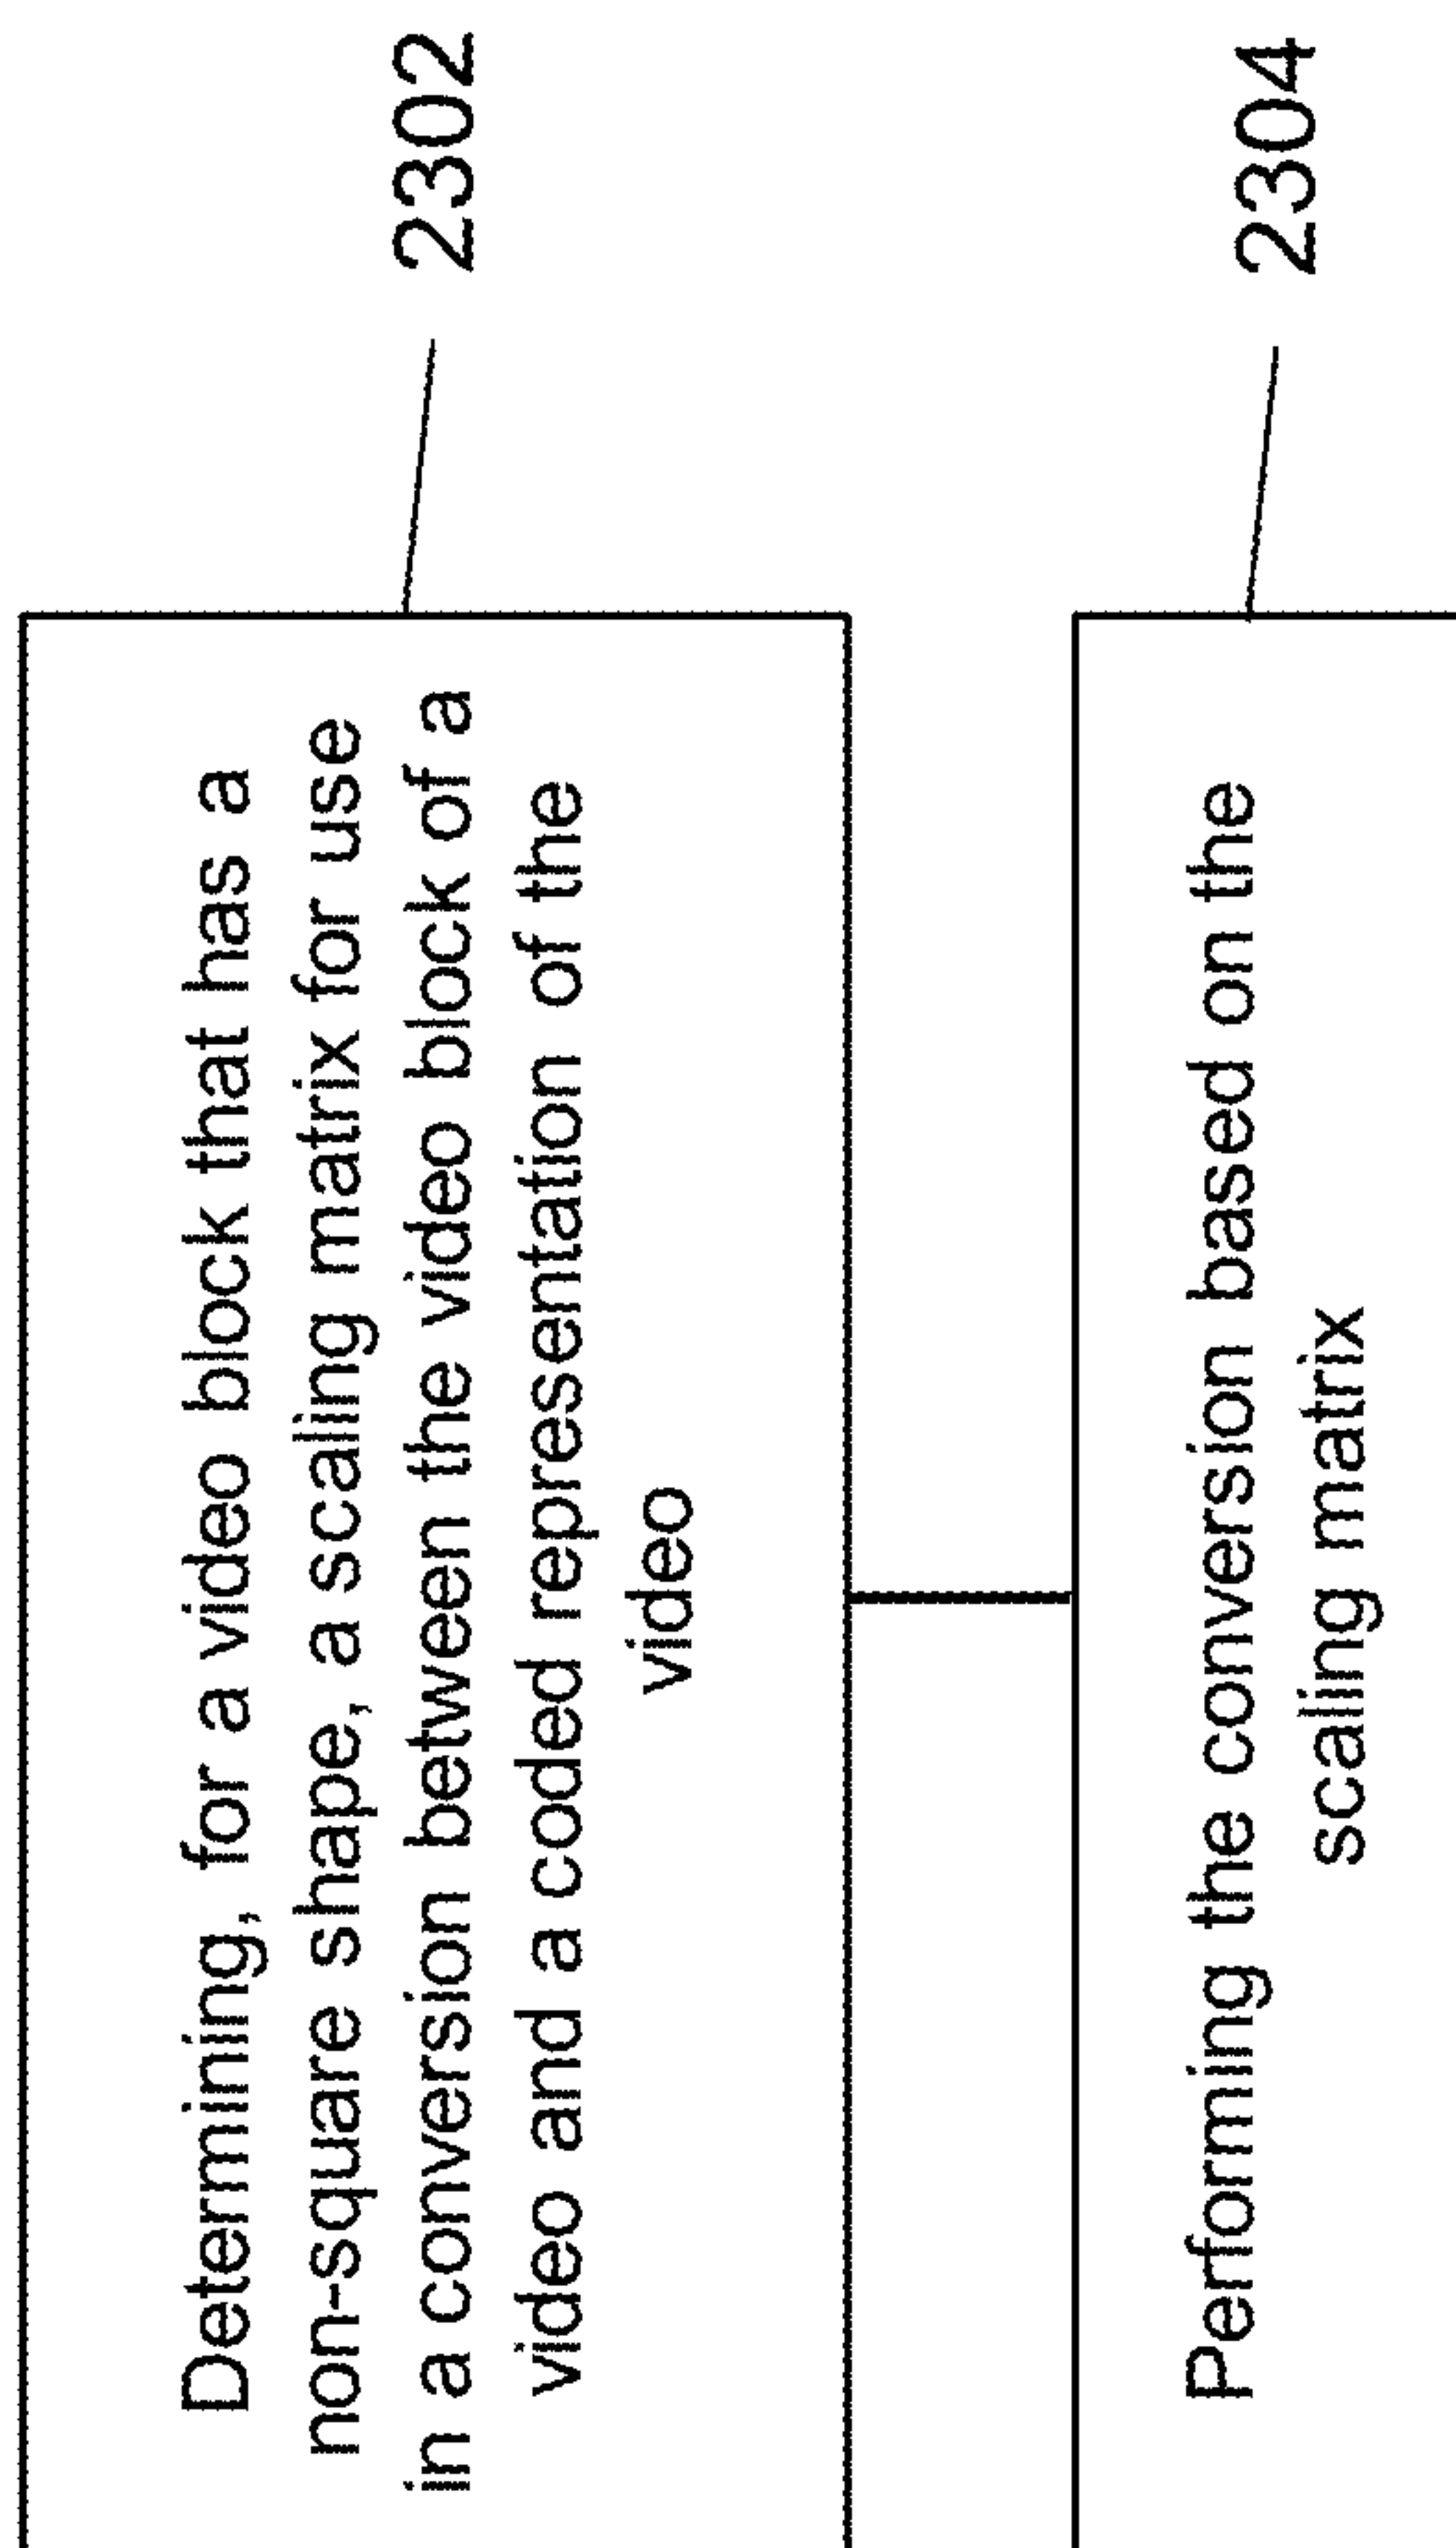 Determining, for a video block that has a
non-square shape, a scaling matrix for use
in a conversion between the video block of a
video and a coded representation of the
video
2302
Performing the conversion based on the
scaling matrix
2304